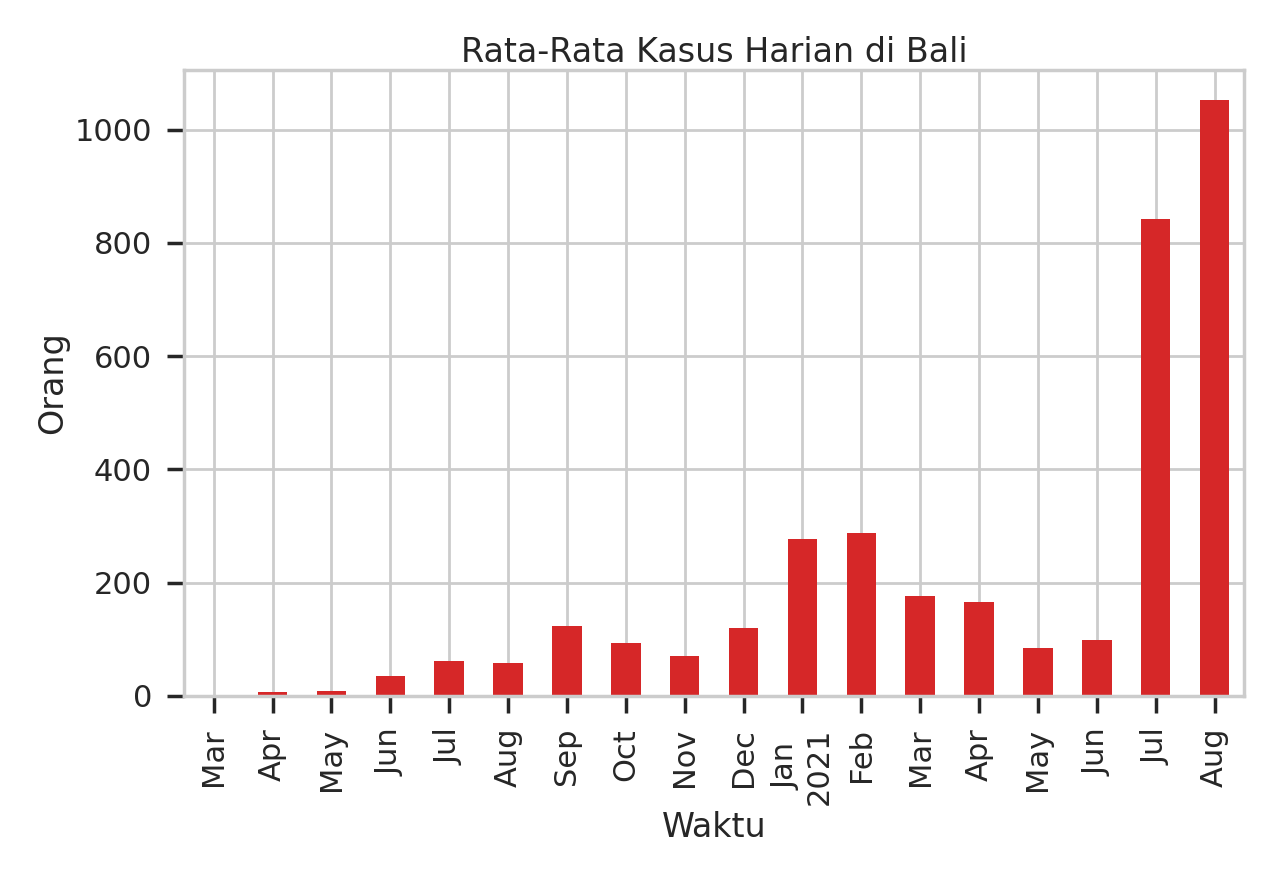 Rata-Rata Kasus Harian di Bali
1000
800
600
400
200
0
Orang
Mar
Apr
May
Jun
Jul
Aug
Sep
Oct
Nov
Dec
Jan
2021
Feb
Mar
Apr
May
Jun
Jul
Aug
Waktu